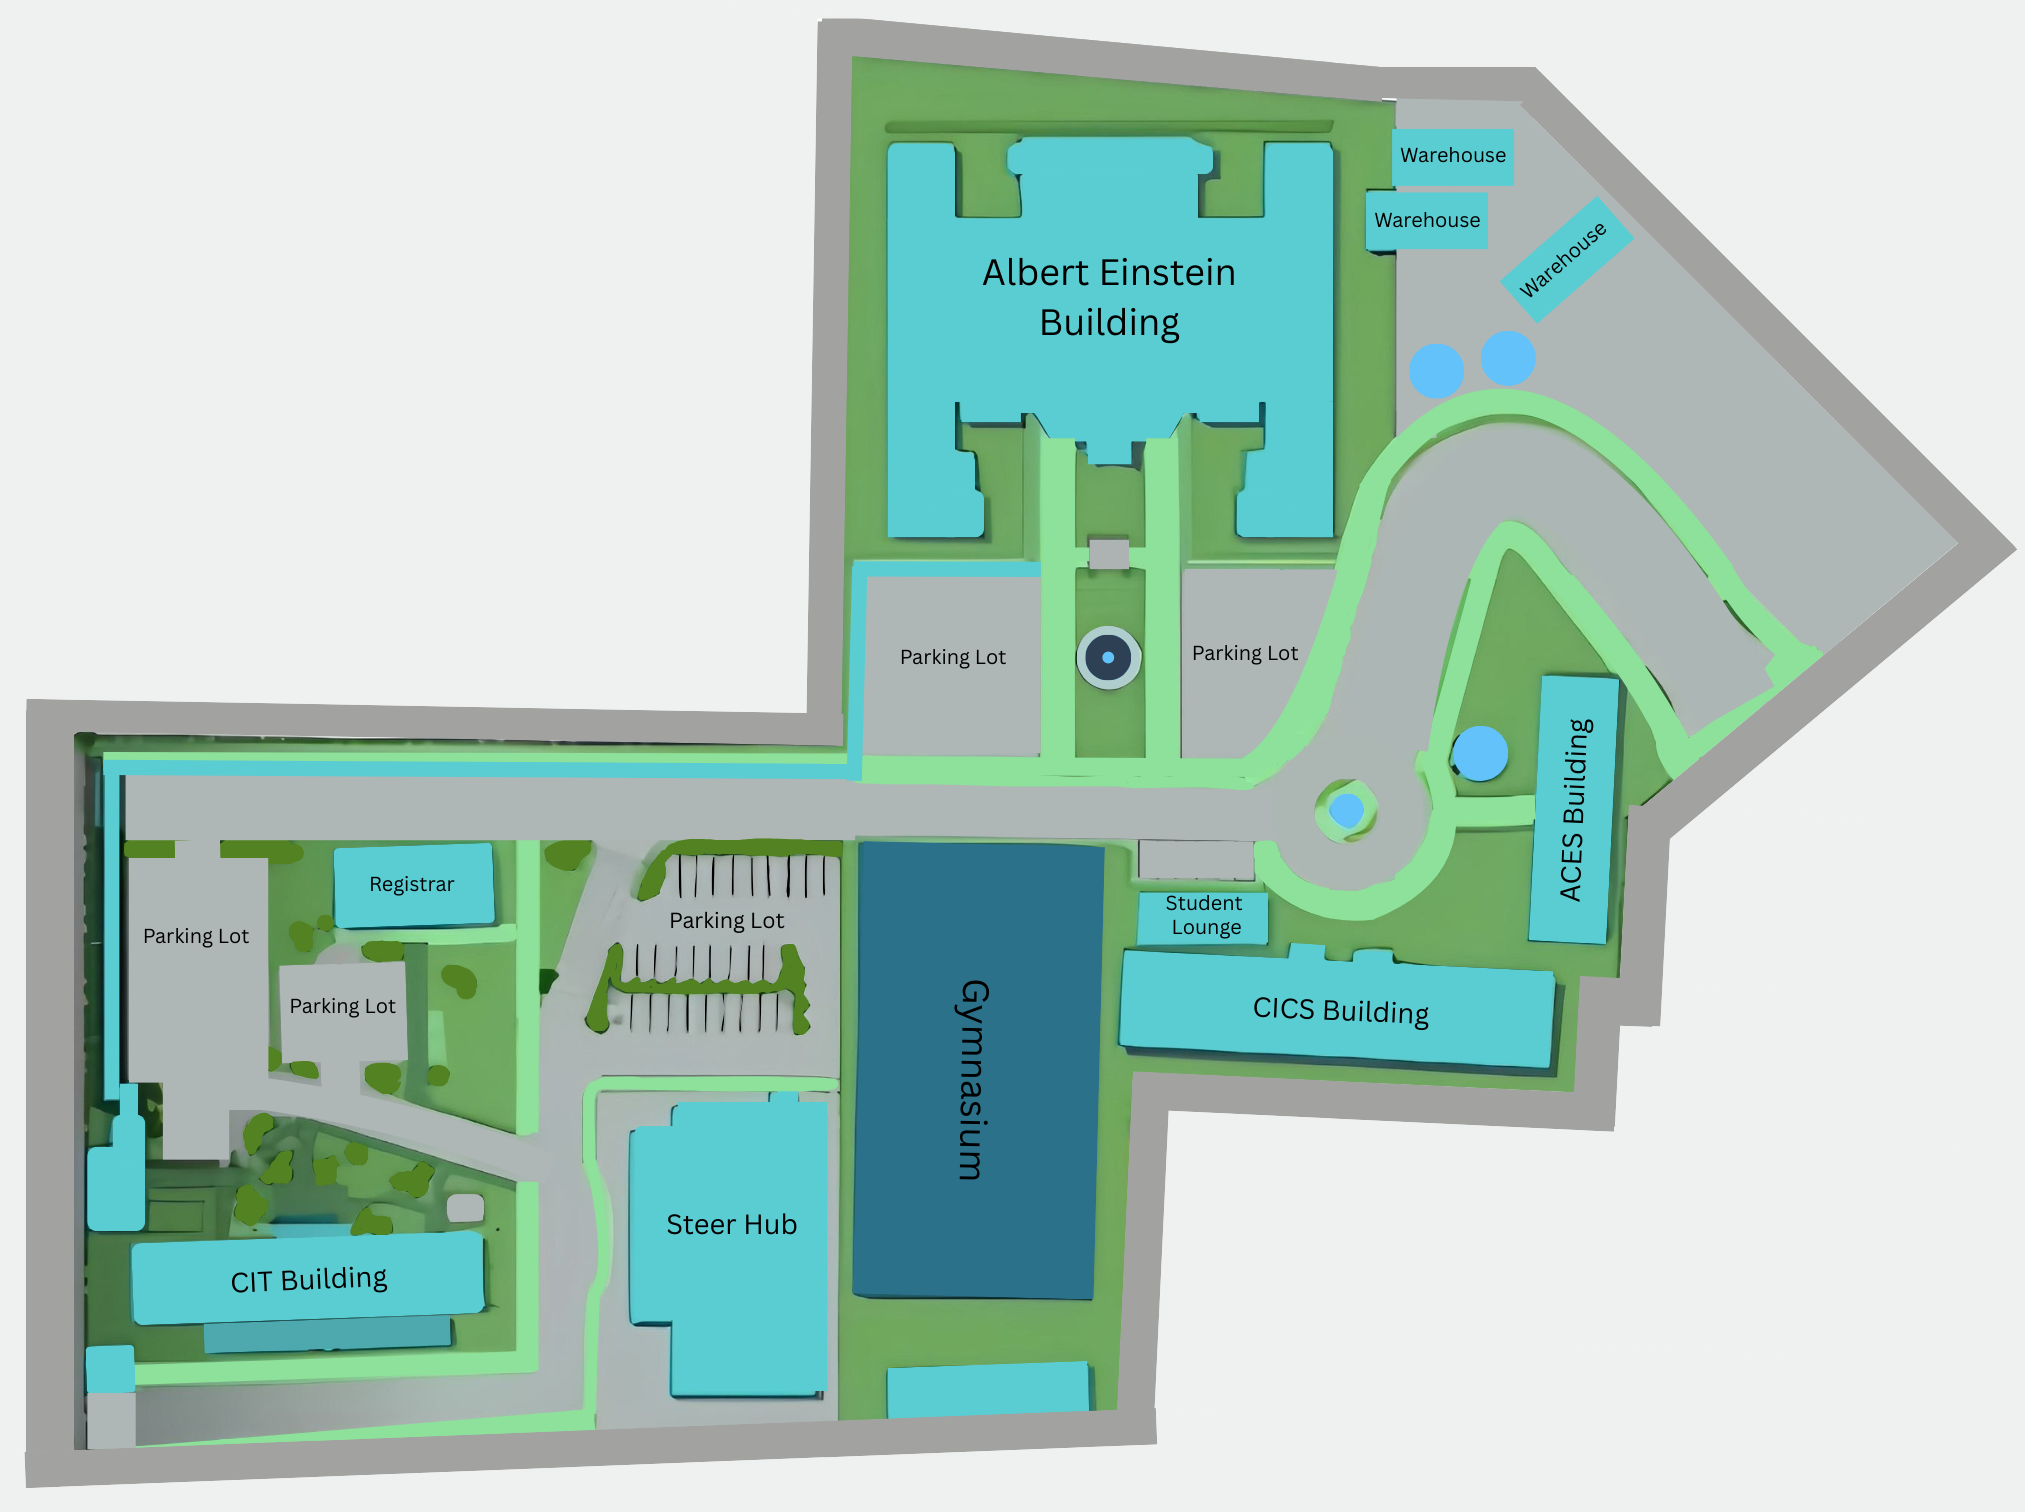 Warehouse
Warehouse
Warehouse
Albert Einstein
Building
Parking Lot
Parking Lot
ACES Building
Registrar
Student
Lounge
Parking Lot
Parking Lot
Parking Lot
CICS Building
Gymnasium
Steer Hub
CIT Building